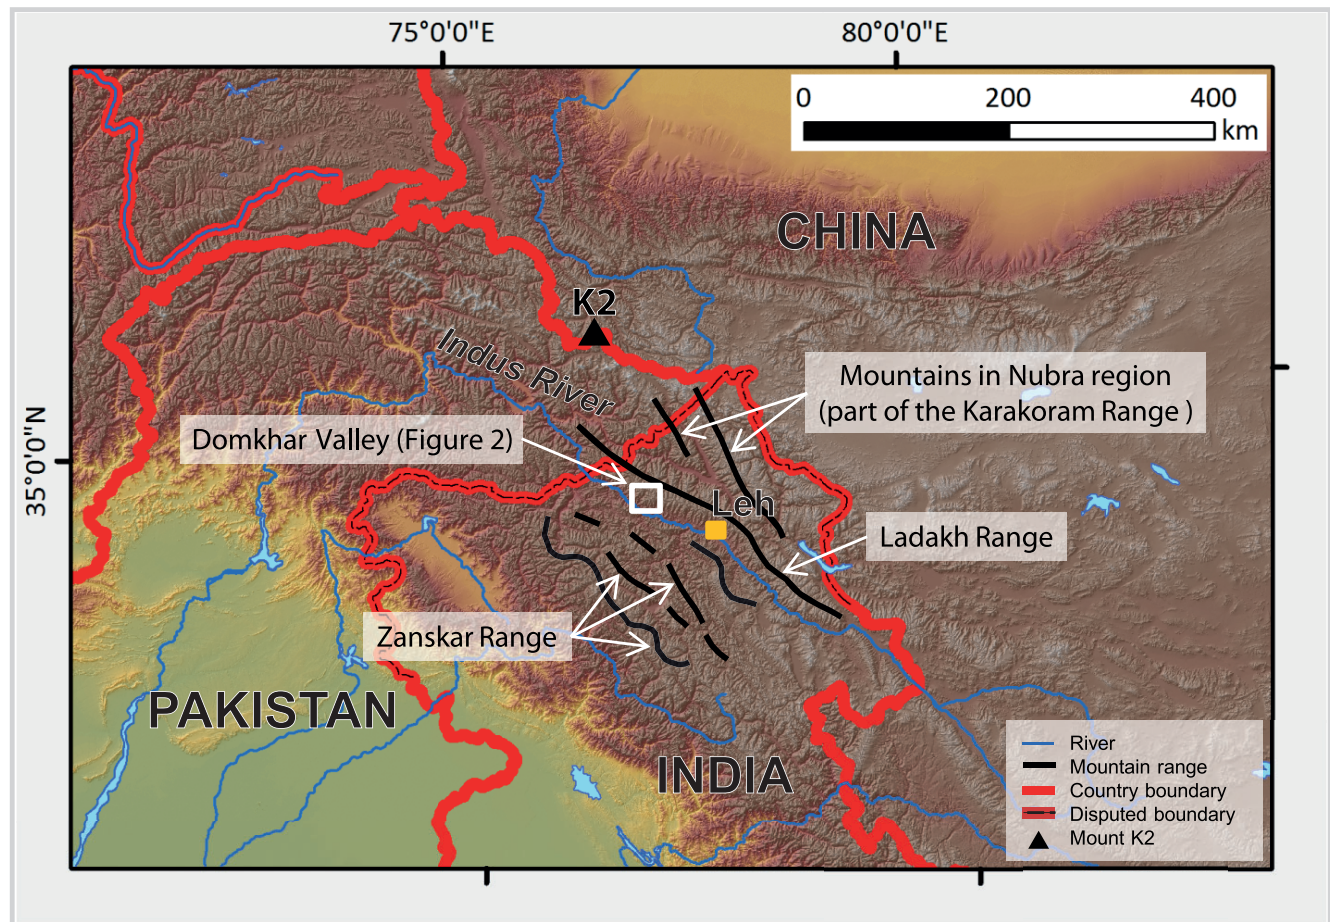 75°0'0"E
80°0'0"E
0 200 400
km
CHINA
K2
Indus River
Mountains in Nubra region
(part of the Karakoram Range )
Domkhar Valley (Figure 2)
35°0'0"N
Leh
Ladakh Range
Zanskar Range
PAKISTAN
INDIA
River
Mountain range
Country boundary
Disputed boundary
Mount K2